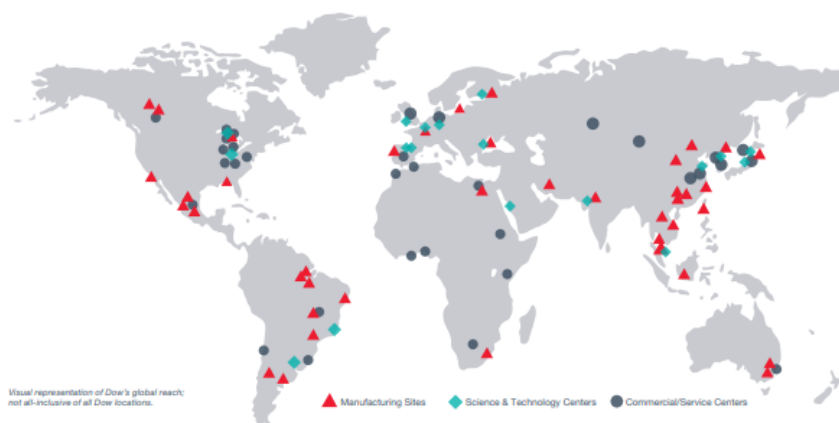 Visual representation of Dow's global reach;
not all-inclusive of all Dow locations.
Manufacturing Sites
Science & Technology Centers
Commercial/Service Centers